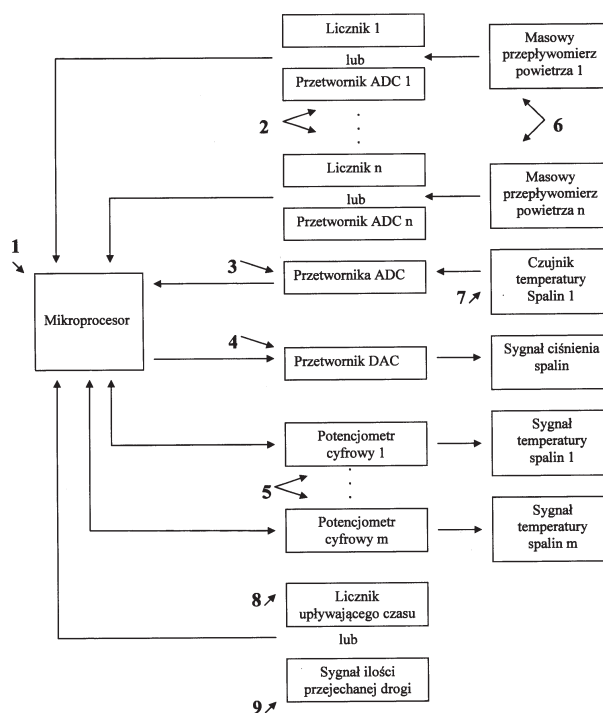 Licznik 1
lub
Przetwornik ADC 1
Masowy
przepływomierz
powietrza 1
2
6
Licznik n
lub
Przetwornik ADC n
Masowy
przepływomierz
powietrza n
1
3
Przetwornika ADC
Czujnik
temperatury
Spalin 1
7
Mikroprocesor
4
Przetwornik DAC
Sygnał ciśnienia
spalin
Potencjometr
cyfrowy 1
Sygnał
temperatury
spalin 1
5
Potencjometr
cyfrowy m
Sygnał
temperatury
spalin m
8
Licznik
upływającego czasu
lub
Sygnał ilości
przejechanej drogi
9